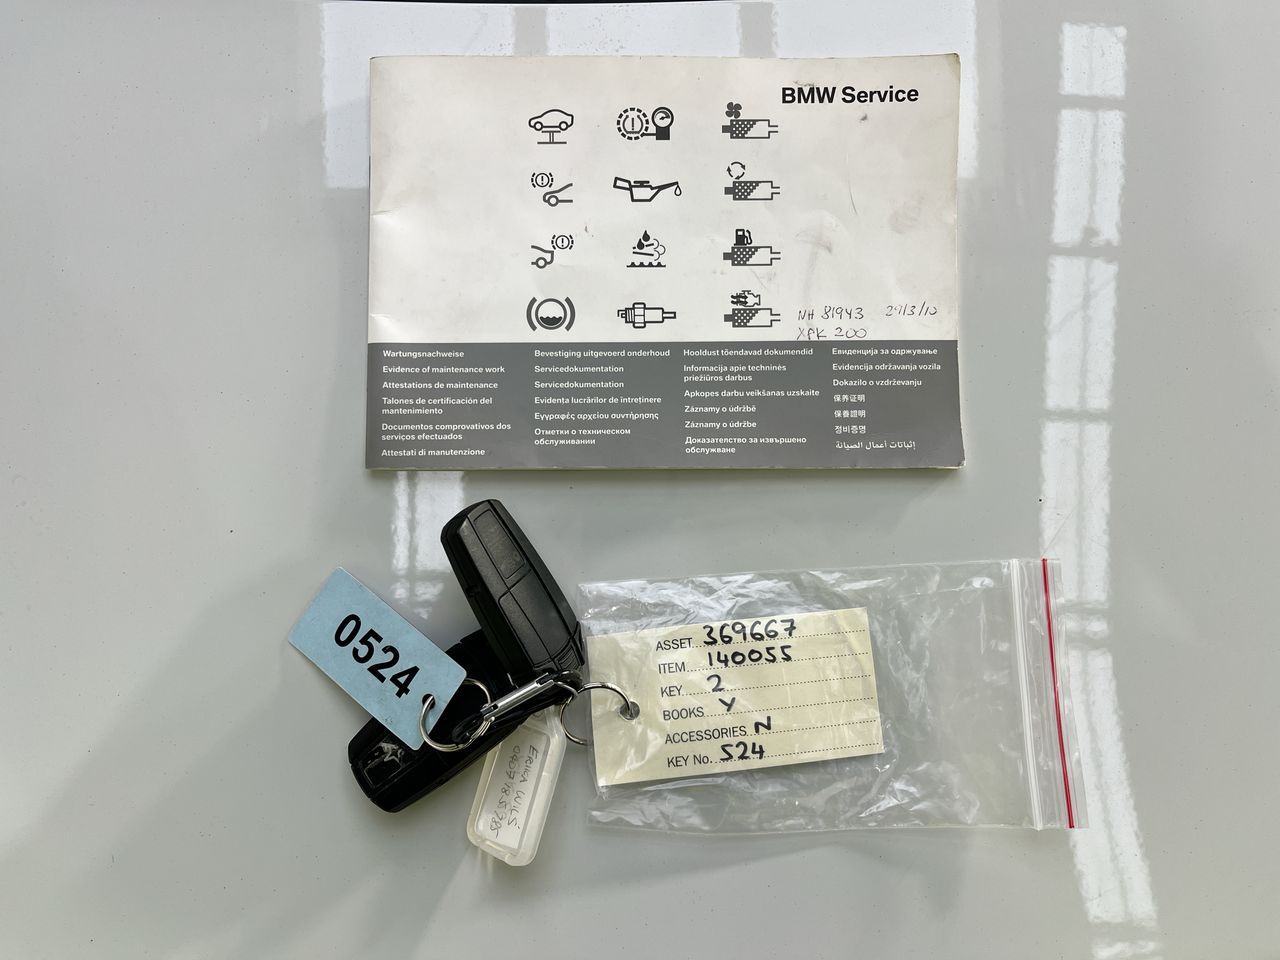 BMW Service
NH 81943 29/3/10
XPK 200
Wartungsnachweise
Evidence of maintenance work
Attestations de maintenance
Talones de certificación del
mantenimiento
Documentos comprovativos dos
serviços efectuados
Attestati di manutenzione
Bevestiging uitgevoerd onderhoud
Servicedokumentation
Servicedokumentation
Evidența lucrărilor de întreținere
Εγγραφές αρχείου συντήρησης
Отметки о техническом
обслуживании
Hooldust tõendavad dokumendid
Informacija apie techninės
priežiūros darbus
Apkopes darbu veikšanas uzskaite
Záznamy o údržbě
Záznamy o údržbe
Доказателство за извършено
обслужване
Евиденција за одржување
Evidencija održavanja vozila
Dokazilo o vzdrževanju
保养证明
保養證明
정비증명
إثباتات أعمال الصيانة
0524
ASSET 369667
ITEM 140055
KEY 2
BOOKS Y
ACCESSORIES N
KEY No. 524
ERIKA